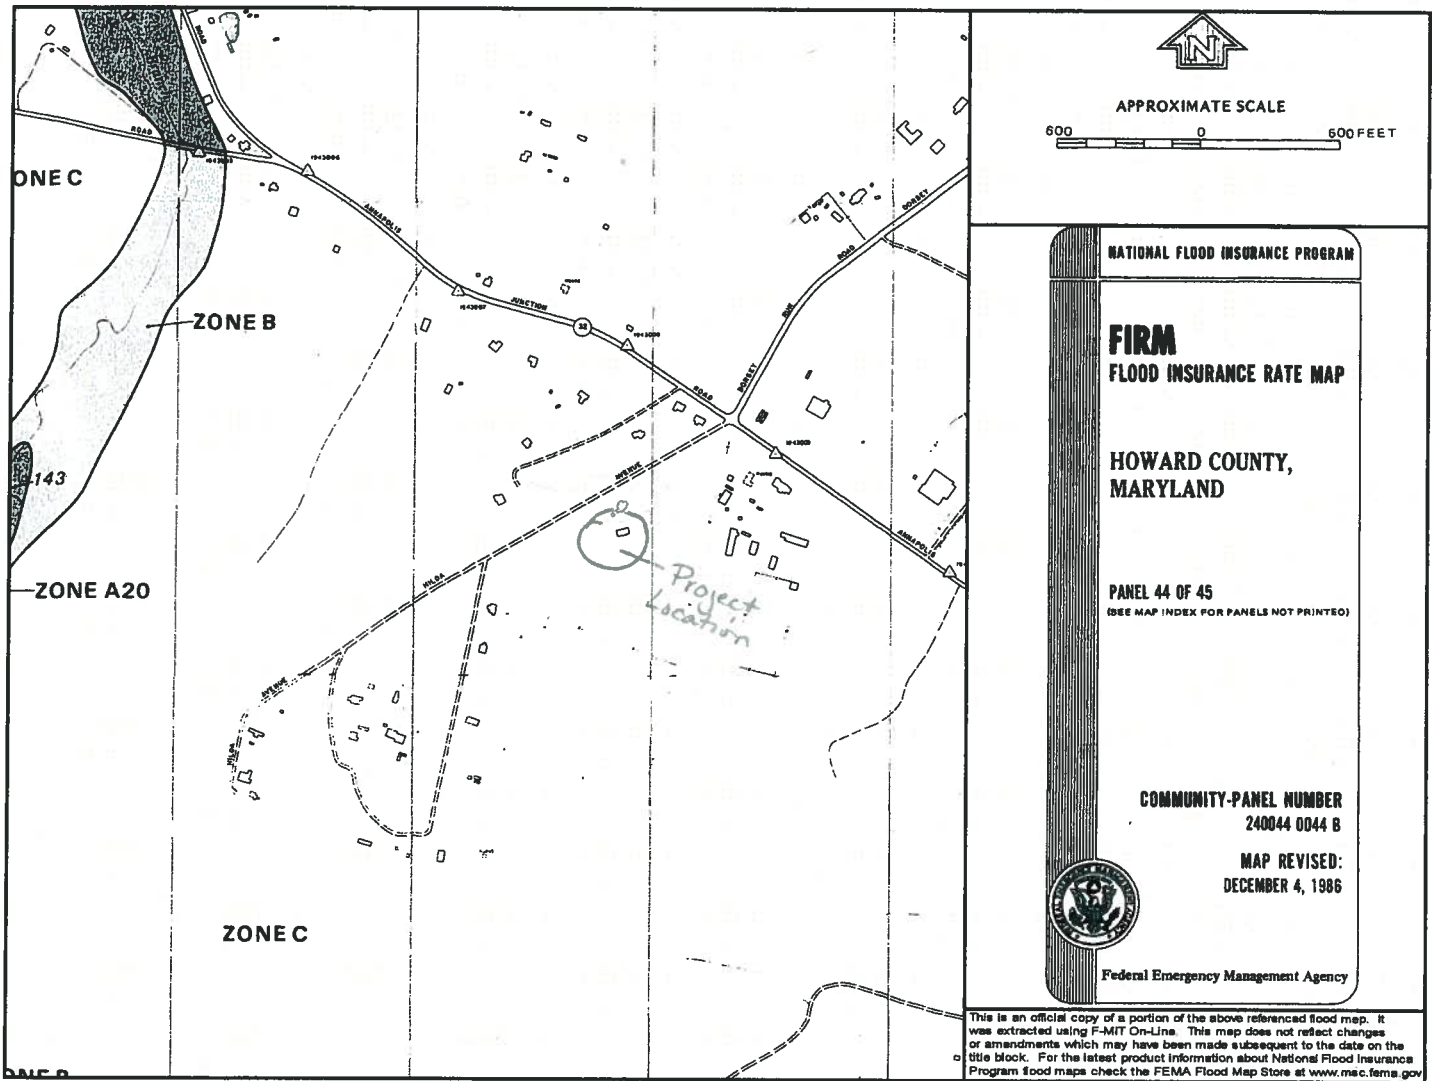 ROAD
ROAD
ONE C
ANNAPOLIS
JUNCTION
32
ROAD
DORSEY
RUN
ROAD
DORSEY
ZONE B
143
ZONE A20
AVENUE
HILDA
AVENUE
HILDA
ANNAPOLIS
Project
Location
ZONE C
N
APPROXIMATE SCALE
600 0 600 FEET
NATIONAL FLOOD INSURANCE PROGRAM
FIRM
FLOOD INSURANCE RATE MAP
HOWARD COUNTY,
MARYLAND
PANEL 44 OF 45
(SEE MAP INDEX FOR PANELS NOT PRINTED)
COMMUNITY-PANEL NUMBER
240044 0044 B
MAP REVISED:
DECEMBER 4, 1986
Federal Emergency Management Agency
This is an official copy of a portion of the above referenced flood map. It
was extracted using F-MIT On-Line. This map does not reflect changes
or amendments which may have been made subsequent to the date on the
title block. For the latest product information about National Flood Insurance
Program flood maps check the FEMA Flood Map Store at www.msc.fema.gov